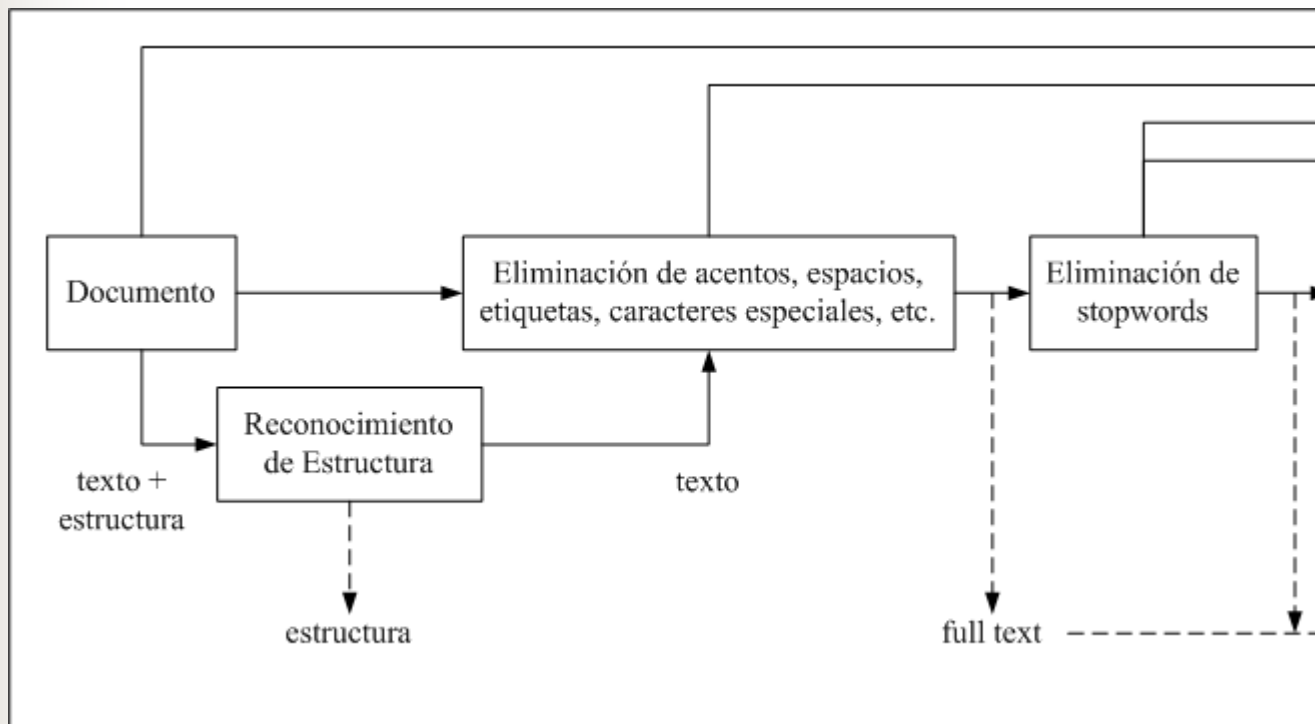 Documento
Eliminación de acentos, espacios,
etiquetas, caracteres especiales, etc.
Eliminación de
stopwords
Reconocimiento
de Estructura
texto +
estructura
texto
estructura
full text